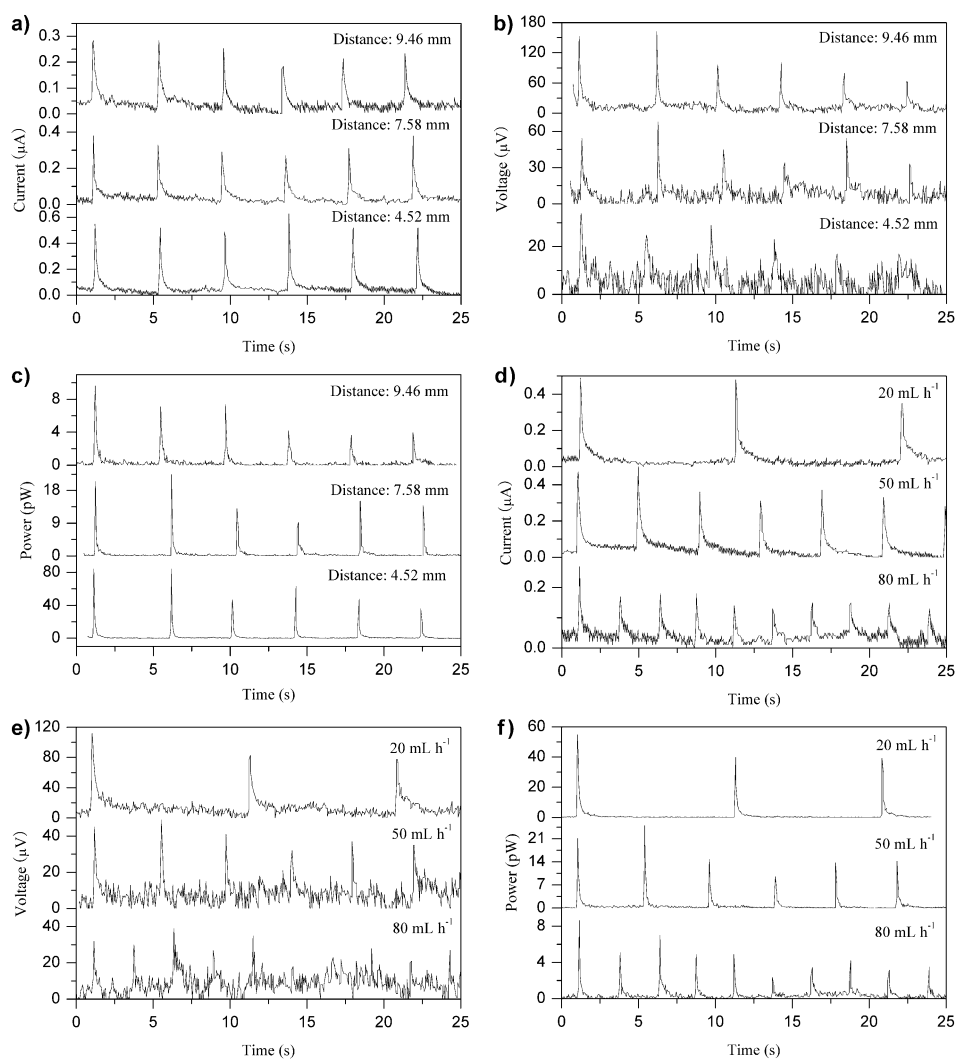 a)
0.3
0.2
0.1
0.0
0.4
0.2
0.0
0.6
0.4
0.2
0.0
Current (μA)
Distance: 9.46 mm
Distance: 7.58 mm
Distance: 4.52 mm
0 5 10 15 20 25
Time (s)
b)
180
120
60
0
60
30
0
20
0
Voltage (μV)
Distance: 9.46 mm
Distance: 7.58 mm
Distance: 4.52 mm
0 5 10 15 20 25
Time (s)
c)
8
4
0
18
9
0
80
40
0
Power (pW)
Distance: 9.46 mm
Distance: 7.58 mm
Distance: 4.52 mm
0 5 10 15 20 25
Time (s)
d)
0.4
0.2
0.0
0.4
0.2
0.0
0.2
0.0
Current (μA)
20 mL h-1
50 mL h-1
80 mL h-1
0 5 10 15 20 25
Time (s)
e)
120
80
40
0
40
20
0
40
20
0
Voltage (μV)
20 mL h-1
50 mL h-1
80 mL h-1
0 5 10 15 20 25
Time (s)
f)
60
40
20
0
21
14
7
0
8
4
0
Power (pW)
20 mL h-1
50 mL h-1
80 mL h-1
0 5 10 15 20 25
Time (s)